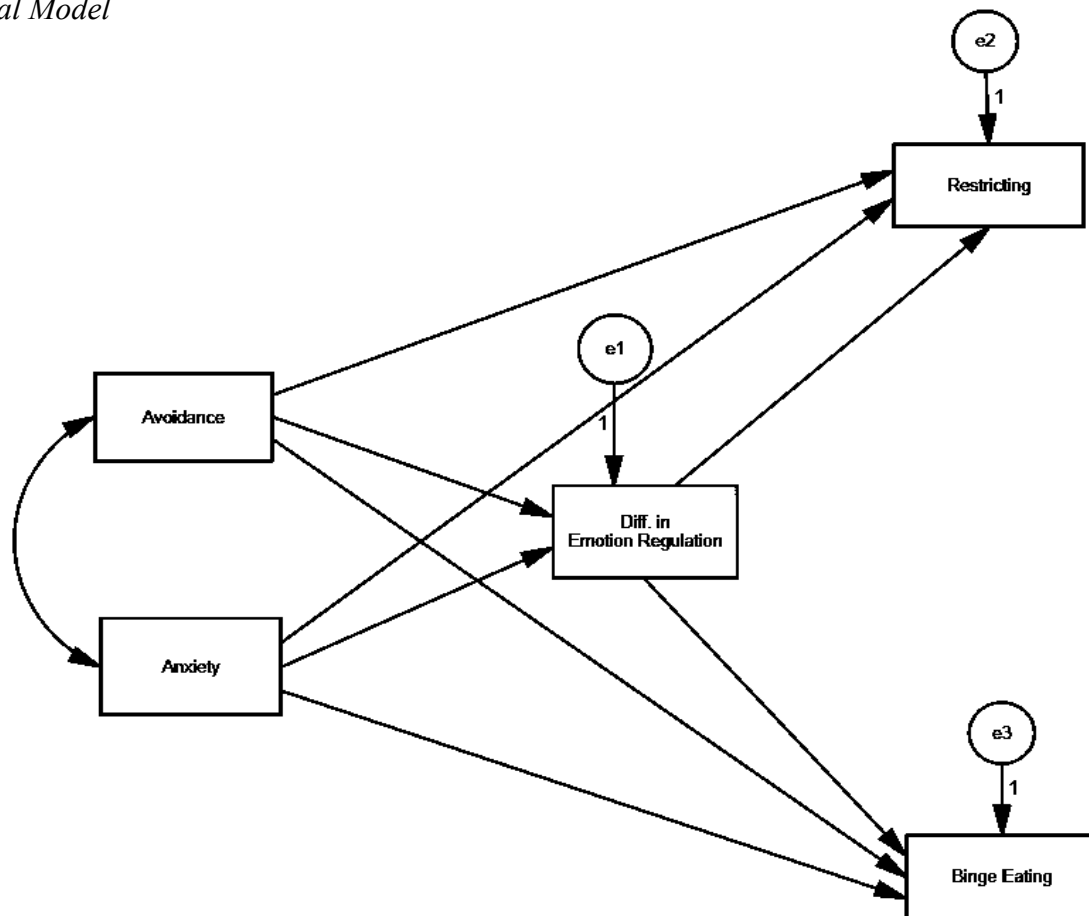 al Model
e2
1
Restricting
e1
1
Avoidance
Diff. in
Emotion Regulation
Anxiety
e3
1
Binge Eating